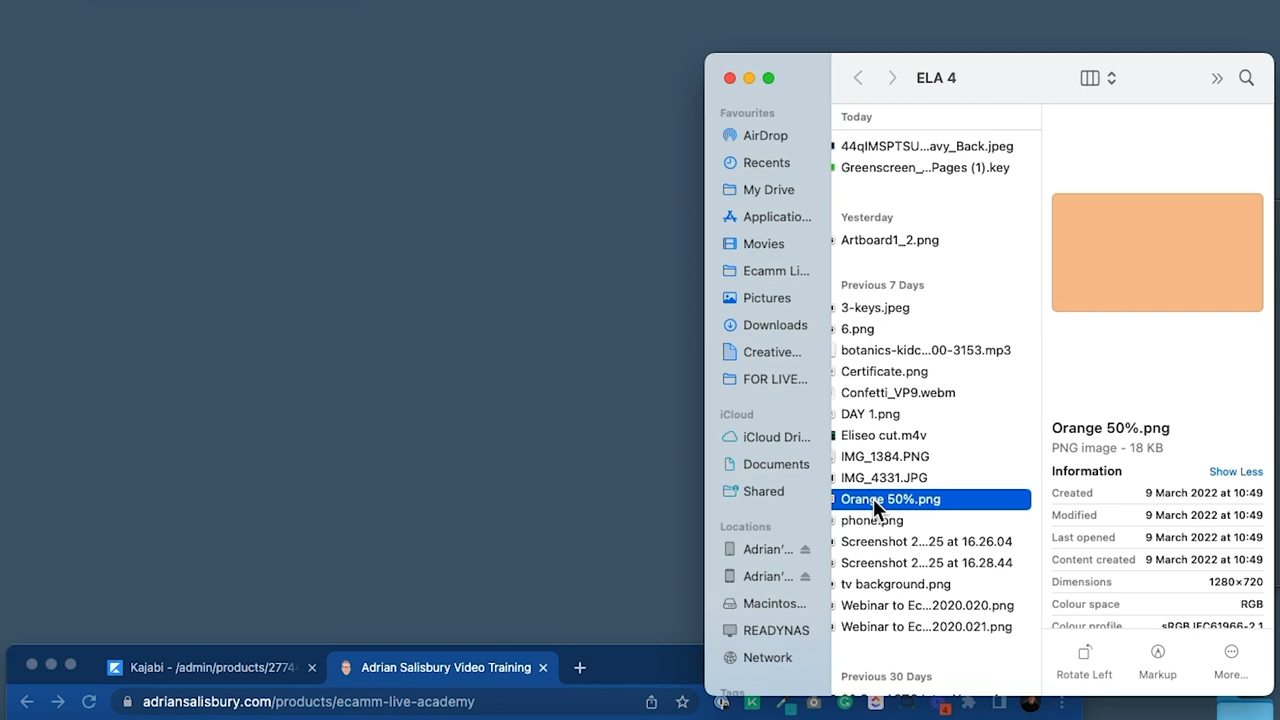 ELA 4
Favourites
AirDrop
Recents
My Drive
Applicatio...
Movies
Ecamm Li...
Pictures
Downloads
Creative...
FOR LIVE...
iCloud
iCloud Dri...
Documents
Shared
Locations
Adrian'...
Adrian'...
Macintos...
READYNAS
Network
Tags
Today
44qIMSPTSU...avy_Back.jpeg
Greenscreen_...Pages (1).key
Yesterday
Artboard1_2.png
Previous 7 Days
3-keys.jpeg
6.png
botanics-kidc...00-3153.mp3
Certificate.png
Confetti_VP9.webm
DAY 1.png
Eliseo cut.m4v
IMG_1384.PNG
IMG_4331.JPG
Orange 50%.png
phone.png
Screenshot 2...25 at 16.26.04
Screenshot 2...25 at 16.28.44
tv background.png
Webinar to Ec...2020.020.png
Webinar to Ec...2020.021.png
Previous 30 Days
Orange 50%.png
PNG image - 18 KB
Information Show Less
Created 9 March 2022 at 10:49
Modified 9 March 2022 at 10:49
Last opened 9 March 2022 at 10:49
Content created 9 March 2022 at 10:49
Dimensions 1280×720
Colour space RGB
Colour profile sRGB IEC61966-2.1
Rotate Left Markup More...
Kajabi - /admin/products/2774
Adrian Salisbury Video Training
adriansalisbury.com/products/ecamm-live-academy